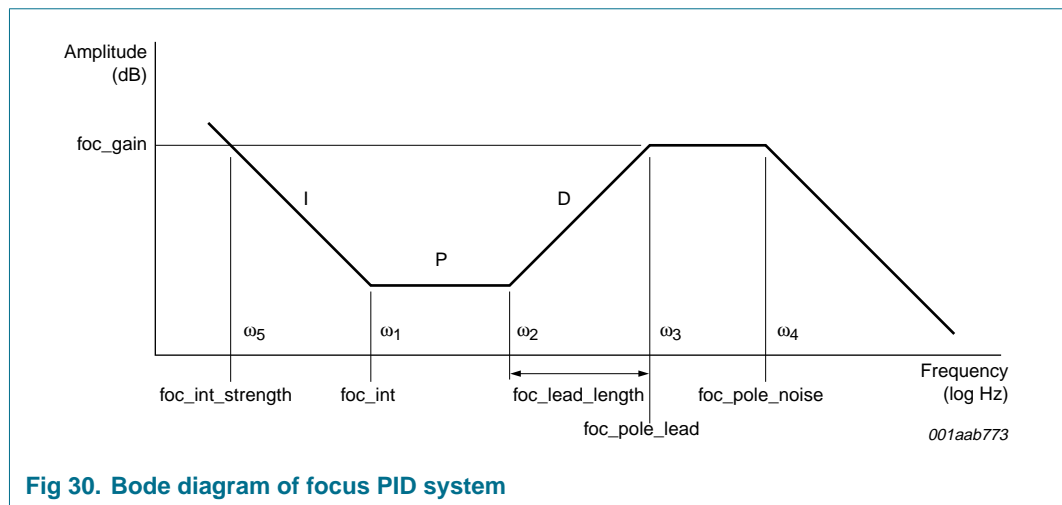 Amplitude
(dB)
foc_gain
I
P
D
ω5
ω1
ω2
ω3
ω4
foc_int_strength
foc_int
foc_lead_length
foc_pole_lead
foc_pole_noise
Frequency
(log Hz)
001aab773
Fig 30. Bode diagram of focus PID system